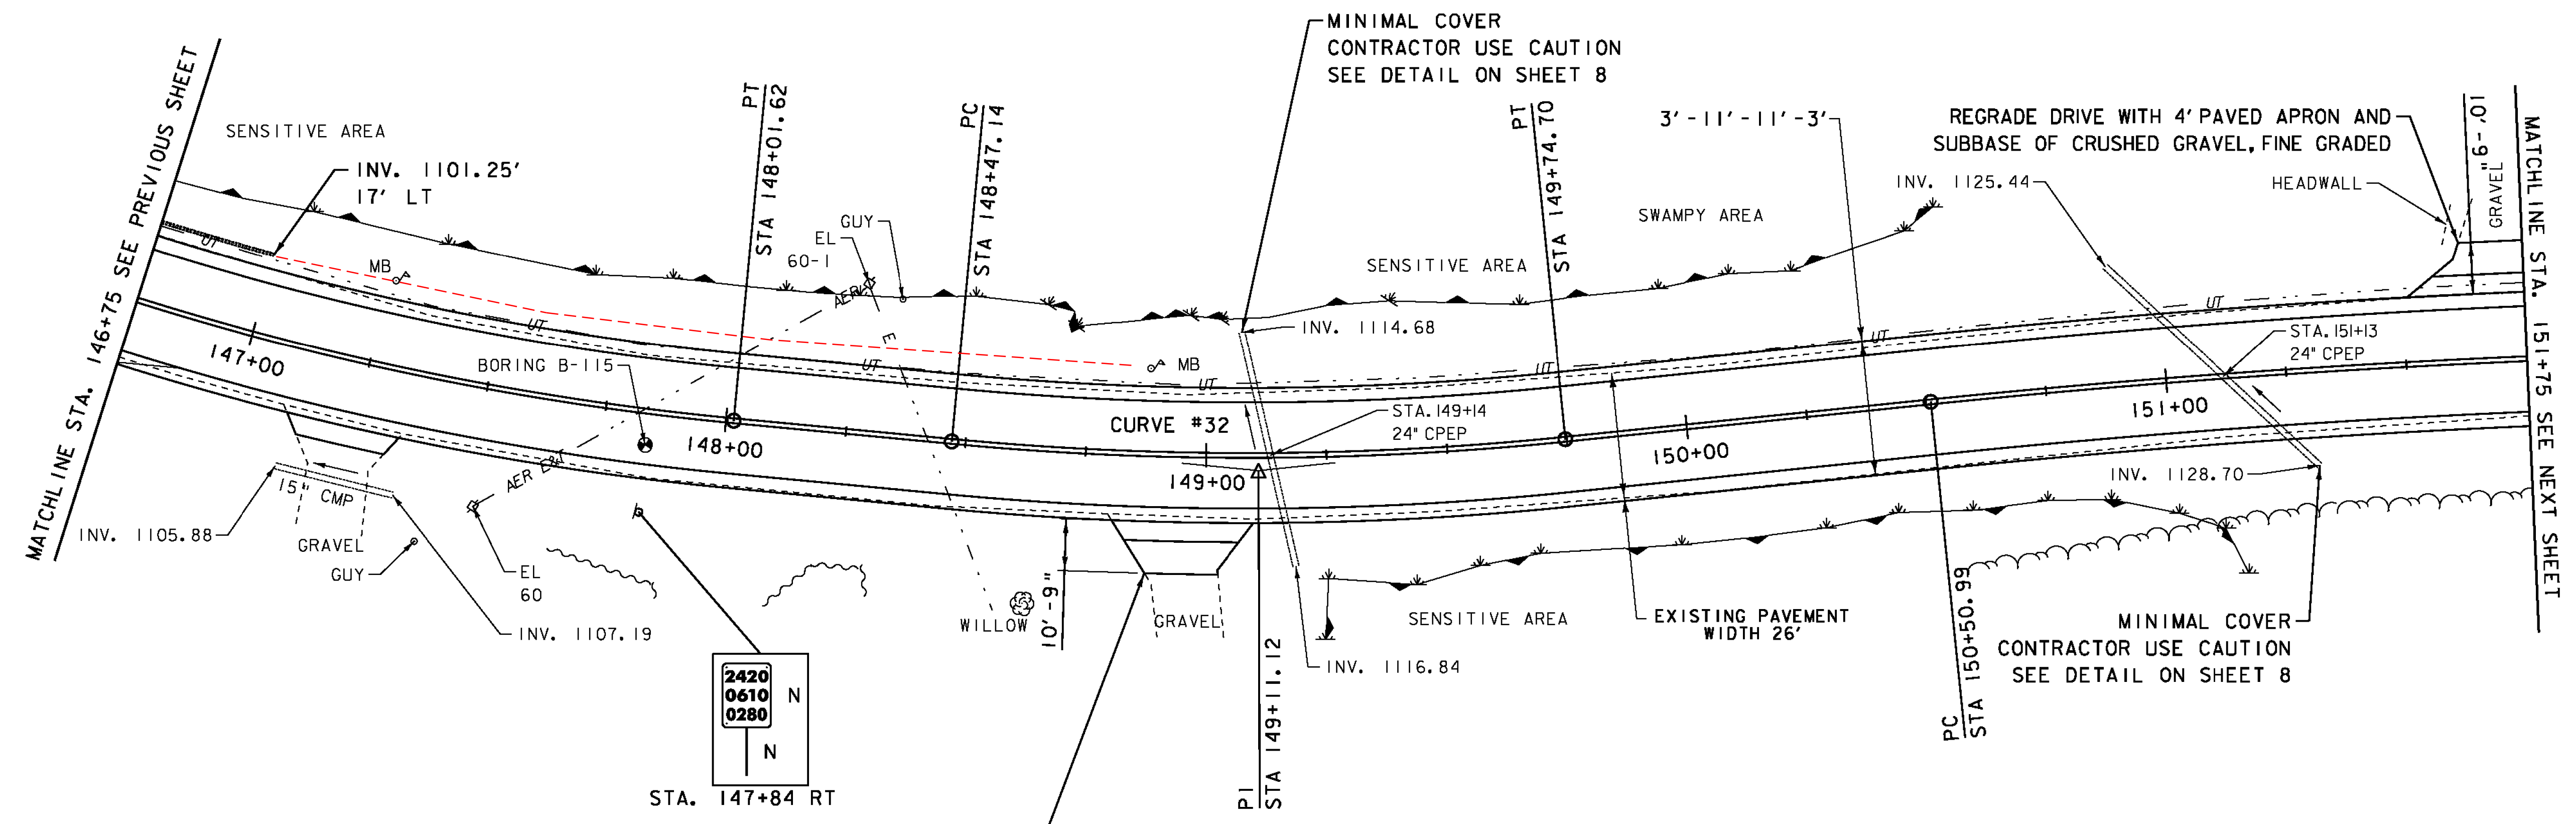 MATCHLINE STA. 146+75 SEE PREVIOUS SHEET
SENSITIVE AREA
INV. 1101.25'
17' LT
UT
MB
147+00
15"
CMP
INV. 1105.88
GRAVEL
GUY
INV. 1107.19
EL
60
AER E&T
BORING B-115
UT
PT
STA 148+01.62
148+00
2420
0610
0280
N
N
STA. 147+84 RT
EL
60-1
GUY
AER
E
UT
WILLOW
PC
STA 148+47.14
MINIMAL COVER
CONTRACTOR USE CAUTION
SEE DETAIL ON SHEET 8
INV. 1114.68
MB
UT
CURVE #32
STA. 149+14
24" CPEP
149+00
10'-6"
GRAVEL
INV. 1116.84
PI
STA 149+11.12
PT
STA 149+74.70
SENSITIVE AREA
UT
150+00
SENSITIVE AREA
EXISTING PAVEMENT
WIDTH 26'
3'-11'-11'-3'
SWAMPY AREA
UT
PC
STA 150+50.99
REGRADE DRIVE WITH 4' PAVED APRON AND
SUBBASE OF CRUSHED GRAVEL, FINE GRADED
INV. 1125.44
HEADWALL
10'-9"
GRAVEL
UT
STA. 151+13
24" CPEP
151+00
INV. 1128.70
MINIMAL COVER
CONTRACTOR USE CAUTION
SEE DETAIL ON SHEET 8
MATCHLINE STA. 151+75 SEE NEXT SHEET